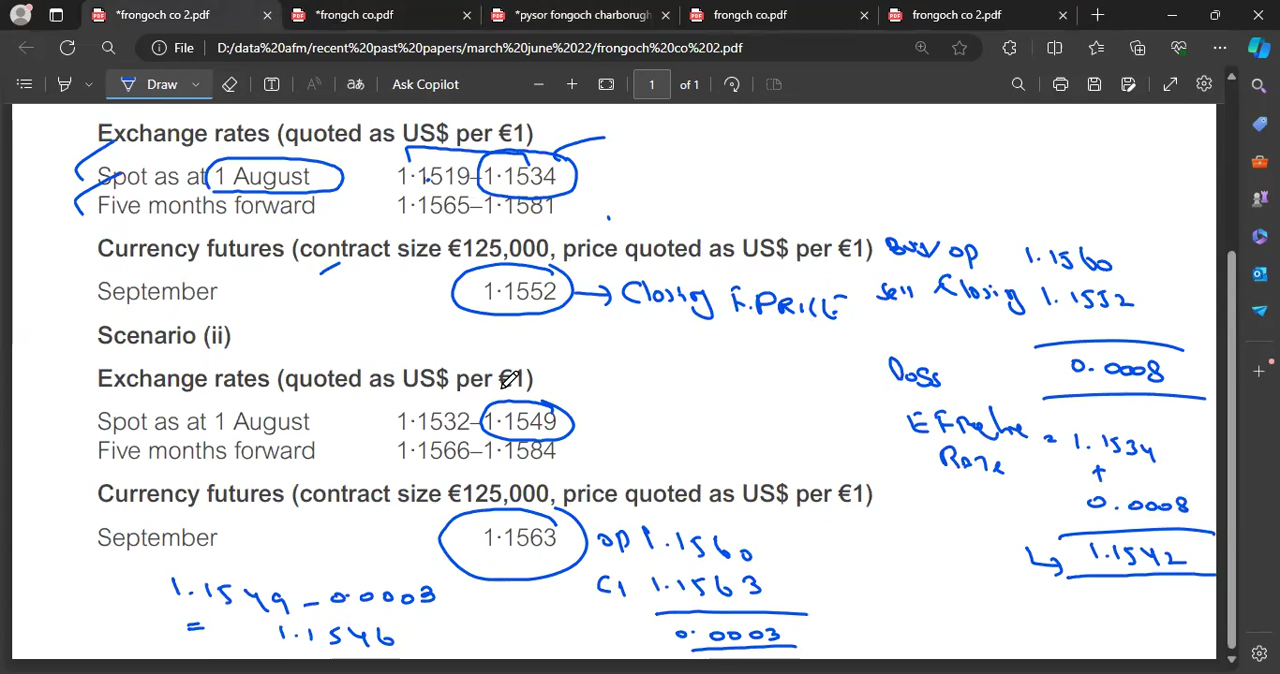 *frongoch co 2.pdf
*frongch co.pdf
*pysor fongoch charborugh
frongch co.pdf
frongoch co 2.pdf
File
D:/data%20afm/recent%20past%20papers/march%20june%2022/frongoch%20co%202.pdf
Draw
Ask Copilot
1 of 1
Exchange rates (quoted as US$ per €1)
Spot as at 1 August 1·1519–1·1534
Five months forward 1·1565–1·1581
Currency futures (contract size €125,000, price quoted as US$ per €1)
Buy op 1.1560
September 1·1552 → Closing F.PRICE
Sell Closing 1.1552
Scenario (ii)
0.0008
Exchange rates (quoted as US$ per €1)
Loss
Spot as at 1 August 1·1532–1·1549
Five months forward 1·1566–1·1584
= 1.1534
Rate
+
Currency futures (contract size €125,000, price quoted as US$ per €1)
0.0008
September 1·1563
op 1.1560
1.1542
Cl 1.1563
1.1549 - 0.0003
= 1.1546
0.0003